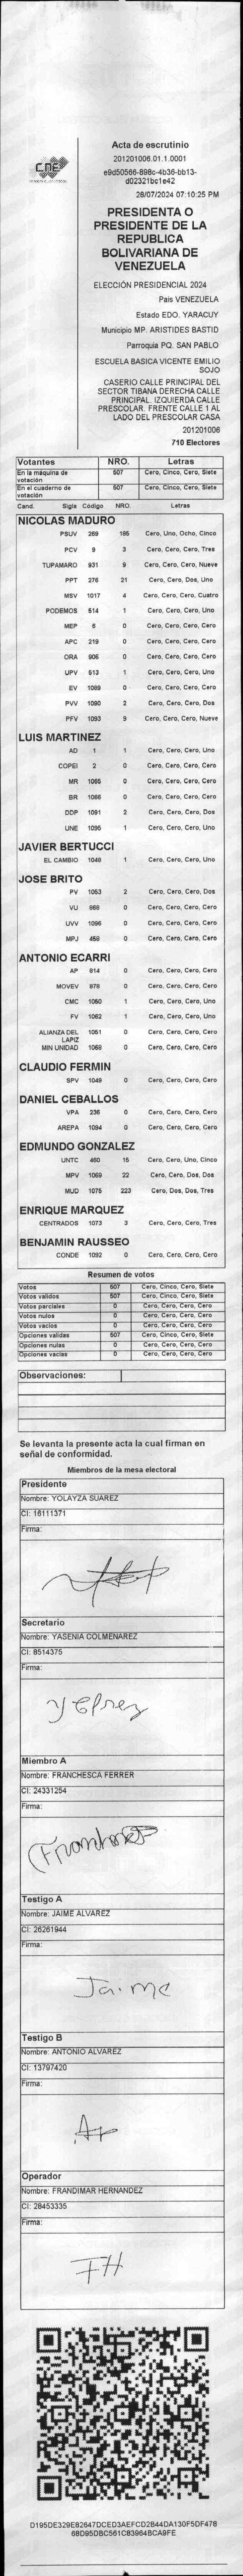 CNE
Acta de escrutinio
201201006.01.1.0001
e9d50566-898c-4b36-bb13-
d02321bc1e42
28/07/2024 07:10:25 PM
PRESIDENTA O
PRESIDENTE DE LA
REPUBLICA
BOLIVARIANA DE
VENEZUELA
ELECCIÓN PRESIDENCIAL 2024
Pais VENEZUELA
Estado EDO. YARACUY
Municipio MP. ARISTIDES BASTID
Parroquia PQ. SAN PABLO
ESCUELA BASICA VICENTE EMILIO
SOJO
CASERIO CALLE PRINCIPAL DEL
SECTOR TIBANA DERECHA CALLE
PRINCIPAL. IZQUIERDA CALLE
PRESCOLAR. FRENTE CALLE 1 AL
LADO DEL PRESCOLAR CASA
201201006
710 Electores
Votantes NRO. Letras
En la máquina de votación 507 Cero, Cinco, Cero, Siete
En el cuaderno de votación 507 Cero, Cinco, Cero, Siete
Cand. Sigla Código NRO. Letras
NICOLAS MADURO
PSUV 269 185 Cero, Uno, Ocho, Cinco
PCV 9 3 Cero, Cero, Cero, Tres
TUPAMARO 931 9 Cero, Cero, Cero, Nueve
PPT 276 21 Cero, Cero, Dos, Uno
MSV 1017 4 Cero, Cero, Cero, Cuatro
PODEMOS 514 1 Cero, Cero, Cero, Uno
MEP 6 0 Cero, Cero, Cero, Cero
APC 219 0 Cero, Cero, Cero, Cero
ORA 906 0 Cero, Cero, Cero, Cero
UPV 513 1 Cero, Cero, Cero, Uno
EV 1089 0 Cero, Cero, Cero, Cero
PVV 1090 2 Cero, Cero, Cero, Dos
PFV 1093 9 Cero, Cero, Cero, Nueve
LUIS MARTINEZ
AD 1 1 Cero, Cero, Cero, Uno
COPEI 2 0 Cero, Cero, Cero, Cero
MR 1065 0 Cero, Cero, Cero, Cero
BR 1066 0 Cero, Cero, Cero, Cero
DDP 1091 2 Cero, Cero, Cero, Dos
UNE 1095 1 Cero, Cero, Cero, Uno
JAVIER BERTUCCI
EL CAMBIO 1048 1 Cero, Cero, Cero, Uno
JOSE BRITO
PV 1053 2 Cero, Cero, Cero, Dos
VU 868 0 Cero, Cero, Cero, Cero
UVV 1096 0 Cero, Cero, Cero, Cero
MPJ 458 0 Cero, Cero, Cero, Cero
ANTONIO ECARRI
AP 814 0 Cero, Cero, Cero, Cero
MOVEV 878 0 Cero, Cero, Cero, Cero
CMC 1050 1 Cero, Cero, Cero, Uno
FV 1062 1 Cero, Cero, Cero, Uno
ALIANZA DEL LAPIZ 1051 0 Cero, Cero, Cero, Cero
MIN UNIDAD 1068 0 Cero, Cero, Cero, Cero
CLAUDIO FERMIN
SPV 1049 0 Cero, Cero, Cero, Cero
DANIEL CEBALLOS
VPA 236 0 Cero, Cero, Cero, Cero
AREPA 1094 0 Cero, Cero, Cero, Cero
EDMUNDO GONZALEZ
UNTC 460 15 Cero, Cero, Uno, Cinco
MPV 1069 22 Cero, Cero, Dos, Dos
MUD 1075 223 Cero, Dos, Dos, Tres
ENRIQUE MARQUEZ
CENTRADOS 1073 3 Cero, Cero, Cero, Tres
BENJAMIN RAUSSEO
CONDE 1092 0 Cero, Cero, Cero, Cero
Resumen de votos
Votos 507 Cero, Cinco, Cero, Siete
Votos validos 507 Cero, Cinco, Cero, Siete
Votos parciales 0 Cero, Cero, Cero, Cero
Votos nulos 0 Cero, Cero, Cero, Cero
Votos vacios 0 Cero, Cero, Cero, Cero
Opciones validas 507 Cero, Cinco, Cero, Siete
Opciones nulas 0 Cero, Cero, Cero, Cero
Opciones vacias 0 Cero, Cero, Cero, Cero
Observaciones:
Se levanta la presente acta la cual firman en
señal de conformidad.
Miembros de la mesa electoral
Presidente
Nombre: YOLAYZA SUAREZ
CI: 16111371
Firma:
Secretario
Nombre: YASENIA COLMENAREZ
CI: 8514375
Firma:
Miembro A
Nombre: FRANCHESCA FERRER
CI: 24331254
Firma:
Testigo A
Nombre: JAIME ALVAREZ
CI: 26261944
Firma:
Jaime
Testigo B
Nombre: ANTONIO ALVAREZ
CI: 13797420
Firma:
Operador
Nombre: FRANDIMAR HERNANDEZ
CI: 28453335
Firma:
FH
D195DE329E82647DCED3AEFCD2B44DA130F5DF478
68D95DBC561C83964BCA9FE